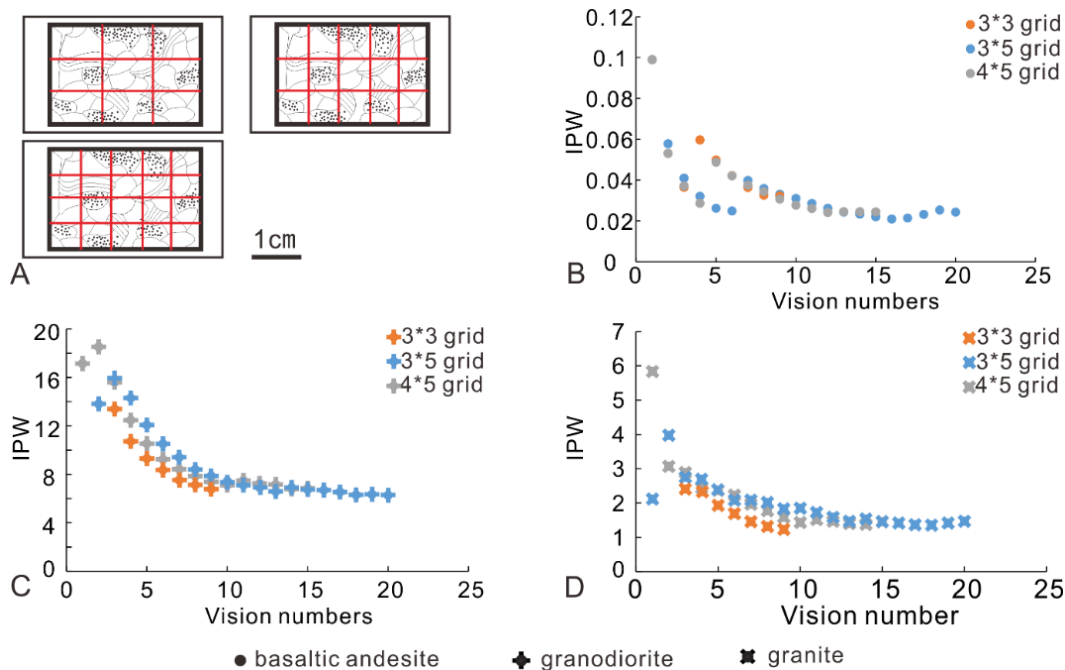 A
1cm
0.12
0.1
0.08
0.06
0.04
0.02
0
IPW
0 5 10 15 20 25
Vision numbers
3*3 grid
3*5 grid
4*5 grid
B
20
16
12
8
4
0
IPW
0 5 10 15 20 25
Vision numbers
3*3 grid
3*5 grid
4*5 grid
C
7
6
5
4
3
2
1
0
IPW
0 5 10 15 20 25
Vision number
3*3 grid
3*5 grid
4*5 grid
D
basaltic andesite granodiorite granite